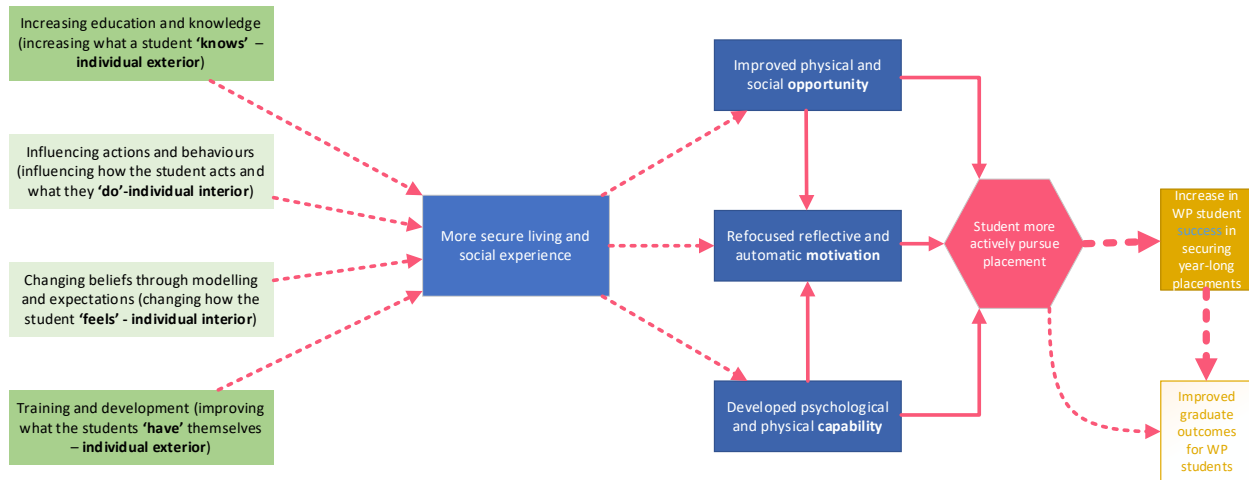 Increasing education and knowledge
(increasing what a student ‘knows’ –
individual exterior)
Influencing actions and behaviours
(influencing how the student acts and
what they ‘do’-individual interior)
Changing beliefs through modelling
and expectations (changing how the
student ‘feels’ - individual interior)
Training and development (improving
what the students ‘have’ themselves
– individual exterior)
More secure living and
social experience
Improved physical and
social opportunity
Refocused reflective and
automatic motivation
Developed psychological
and physical capability
Student more
actively pursue
placement
Increase in
WP student
success in
securing
year-long
placements
Improved
graduate
outcomes
for WP
students